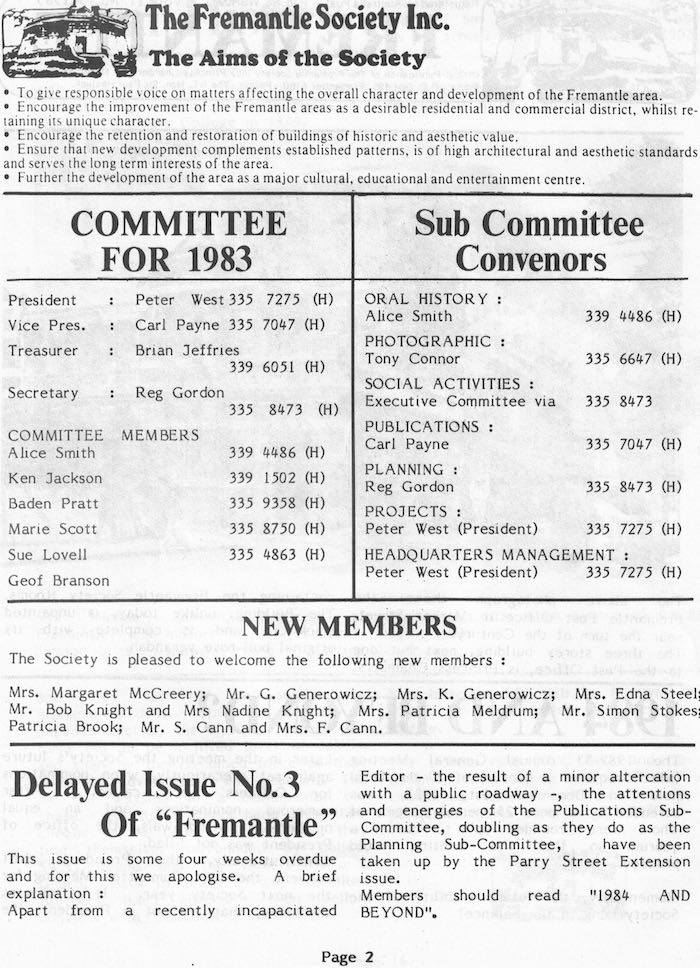 The Fremantle Society Inc.
The Aims of the Society
• To give responsible voice on matters affecting the overall character and development of the Fremantle area.
• Encourage the improvement of the Fremantle areas as a desirable residential and commercial district, whilst re-
taining its unique character.
• Encourage the retention and restoration of buildings of historic and aesthetic value.
• Ensure that new development complements established patterns, is of high architectural and aesthetic standards
and serves the long term interests of the area.
• Further the development of the area as a major cultural, educational and entertainment centre.
COMMITTEE
FOR 1983
President : Peter West 335 7275 (H)
Vice Pres. : Carl Payne 335 7047 (H)
Treasurer : Brian Jeffries
339 6051 (H)
Secretary : Reg Gordon
335 8473 (H)
COMMITTEE MEMBERS
Alice Smith 339 4486 (H)
Ken Jackson 339 1502 (H)
Baden Pratt 335 9358 (H)
Marie Scott 335 8750 (H)
Sue Lovell 335 4863 (H)
Geof Branson
Sub Committee
Convenors
ORAL HISTORY :
Alice Smith 339 4486 (H)
PHOTOGRAPHIC :
Tony Connor 335 6647 (H)
SOCIAL ACTIVITIES :
Executive Committee via 335 8473
PUBLICATIONS :
Carl Payne 335 7047 (H)
PLANNING :
Reg Gordon 335 8473 (H)
PROJECTS :
Peter West (President) 335 7275 (H)
HEADQUARTERS MANAGEMENT :
Peter West (President) 335 7275 (H)
NEW MEMBERS
The Society is pleased to welcome the following new members :
Mrs. Margaret McCreery; Mr. G. Generowicz; Mrs. K. Generowicz; Mrs. Edna Steel;
Mr. Bob Knight and Mrs Nadine Knight; Mrs. Patricia Meldrum; Mr. Simon Stokes;
Patricia Brook; Mr. S. Cann and Mrs. F. Cann.
Delayed Issue No. 3
Of “Fremantle”
This issue is some four weeks overdue
and for this we apologise. A brief
explanation :
Apart from a recently incapacitated
Editor - the result of a minor altercation
with a public roadway -, the attentions
and energies of the Publications Sub-
Committee, doubling as they do as the
Planning Sub-Committee, have been
taken up by the Parry Street Extension
issue.
Members should read "1984 AND
BEYOND".
Page 2